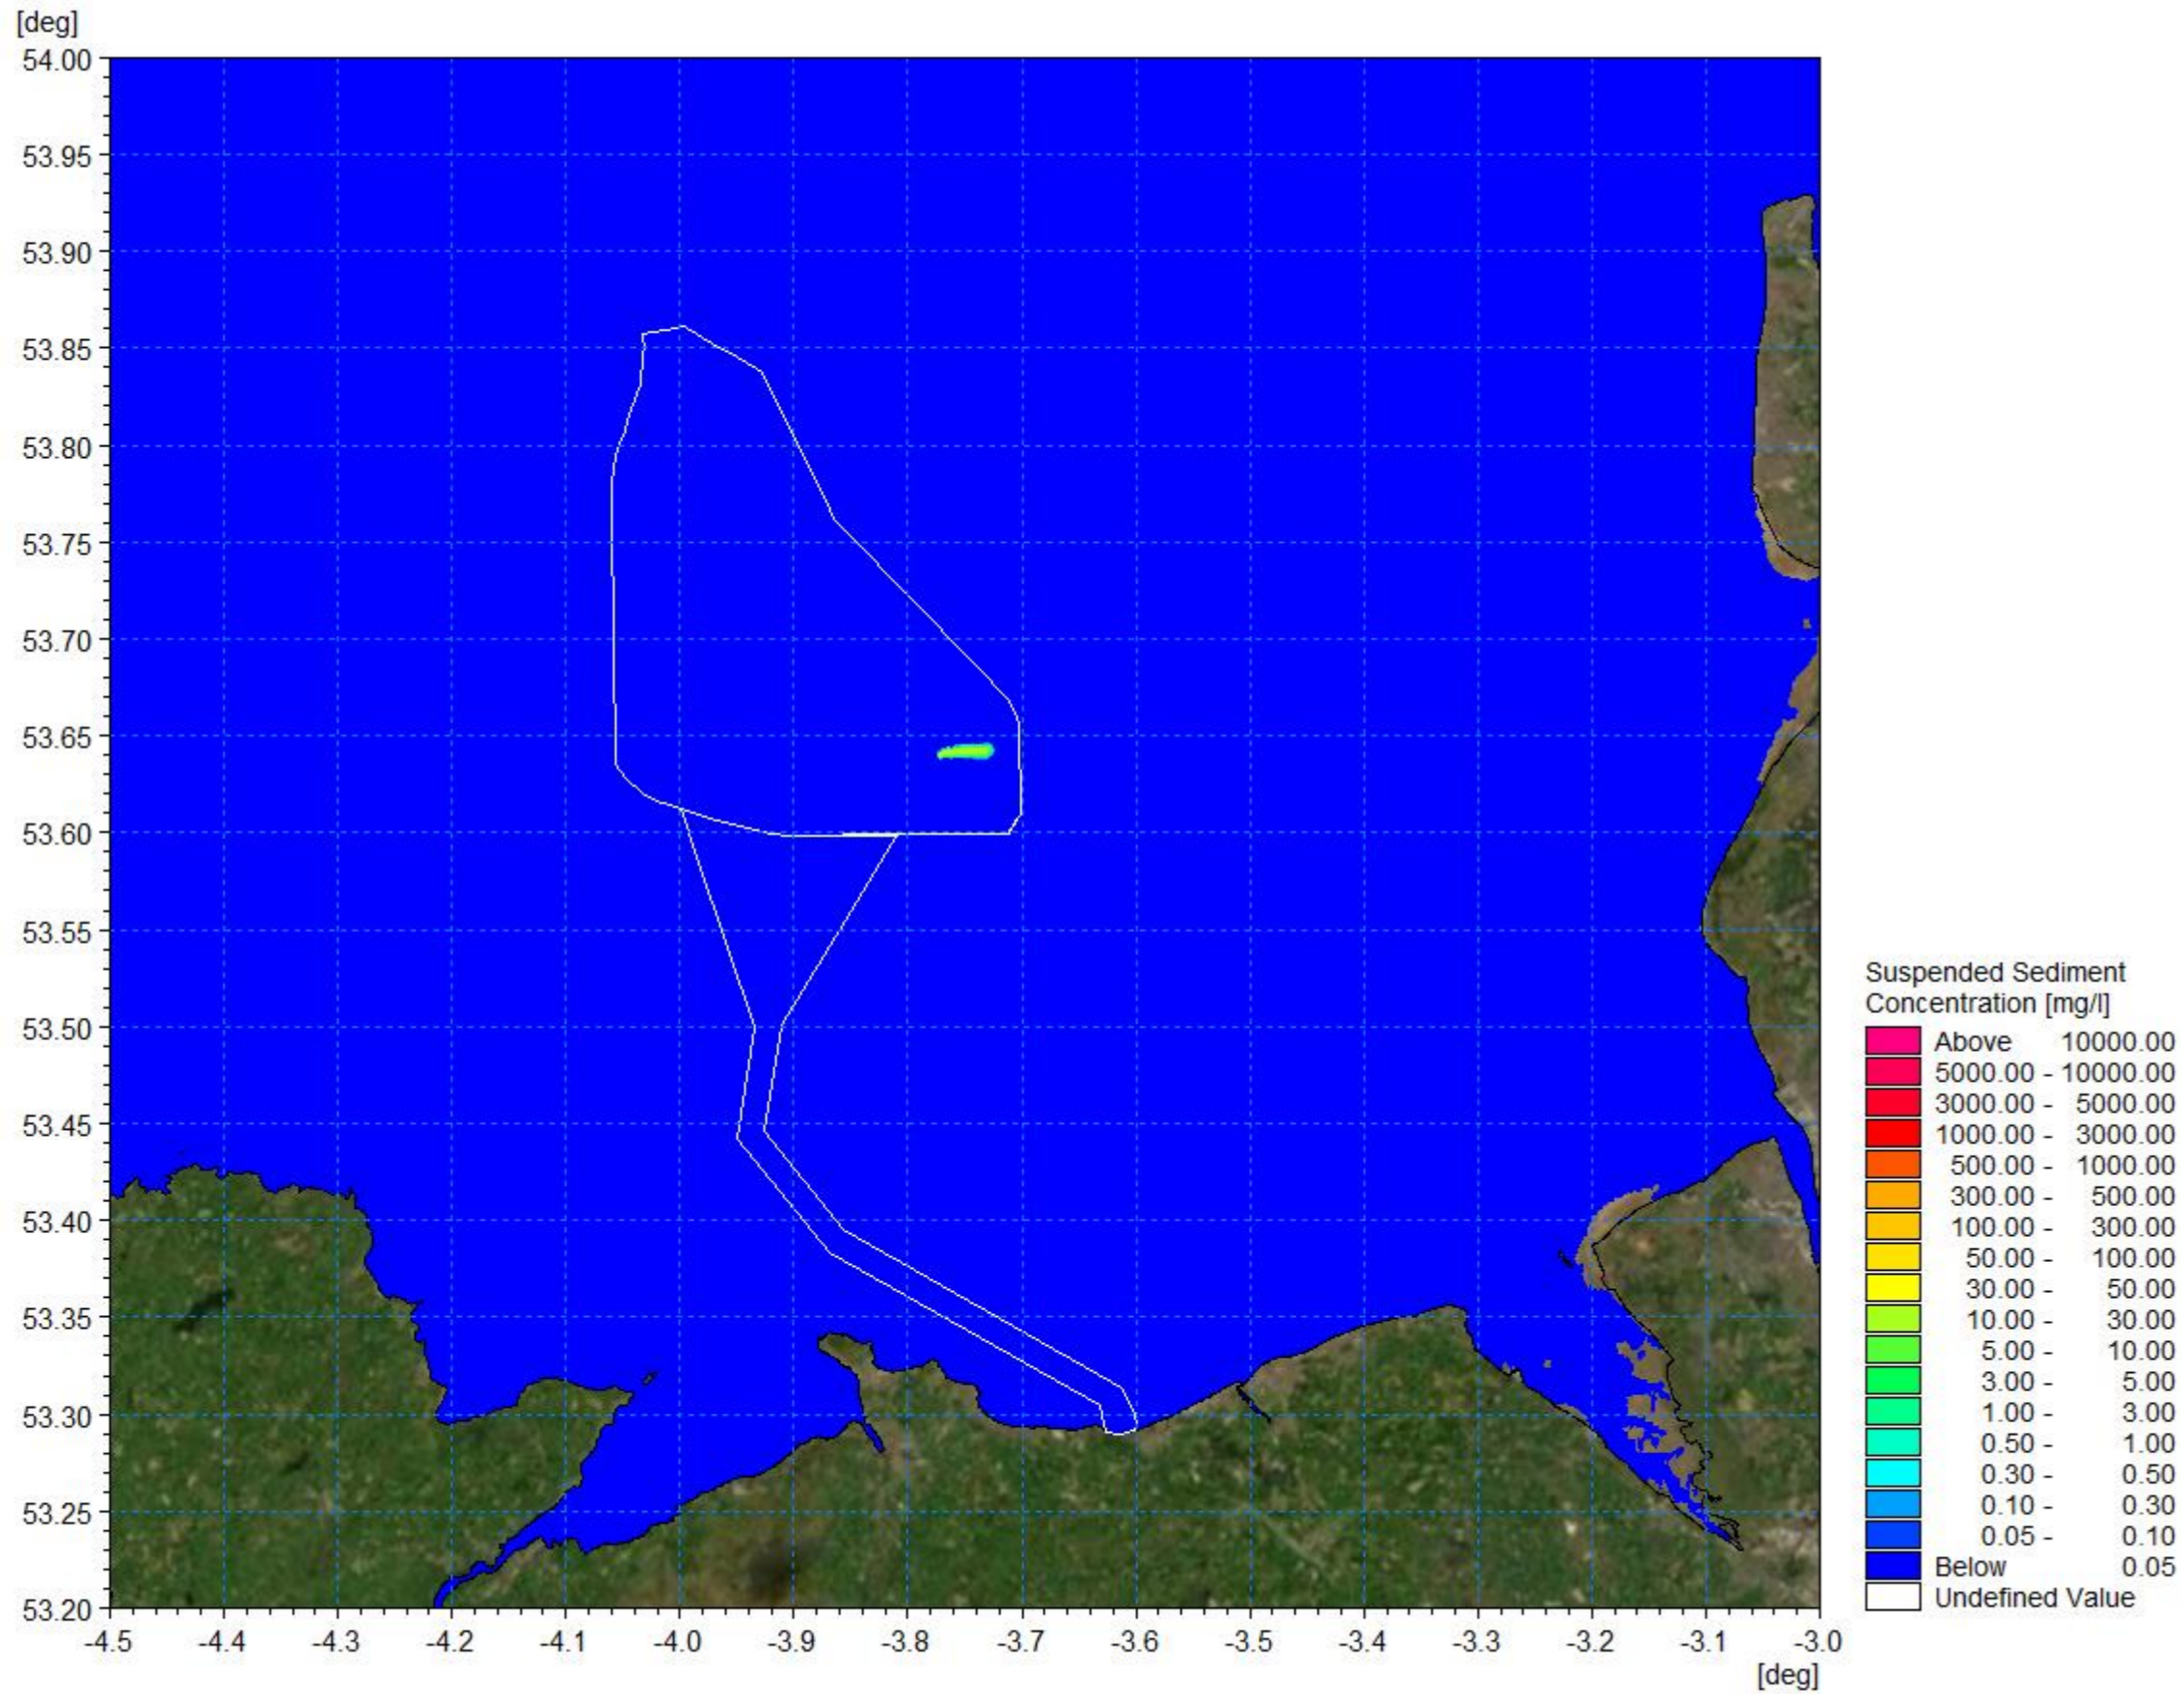 [deg]
54.00
53.95
53.90
53.85
53.80
53.75
53.70
53.65
53.60
53.55
53.50
53.45
53.40
53.35
53.30
53.25
53.20
-4.5 -4.4 -4.3 -4.2 -4.1 -4.0 -3.9 -3.8 -3.7 -3.6 -3.5 -3.4 -3.3 -3.2 -3.1 -3.0
[deg]
Suspended Sediment
Concentration [mg/l]
Above 10000.00
5000.00 - 10000.00
3000.00 - 5000.00
1000.00 - 3000.00
500.00 - 1000.00
300.00 - 500.00
100.00 - 300.00
50.00 - 100.00
30.00 - 50.00
10.00 - 30.00
5.00 - 10.00
3.00 - 5.00
1.00 - 3.00
0.50 - 1.00
0.30 - 0.50
0.10 - 0.30
0.05 - 0.10
Below 0.05
Undefined Value